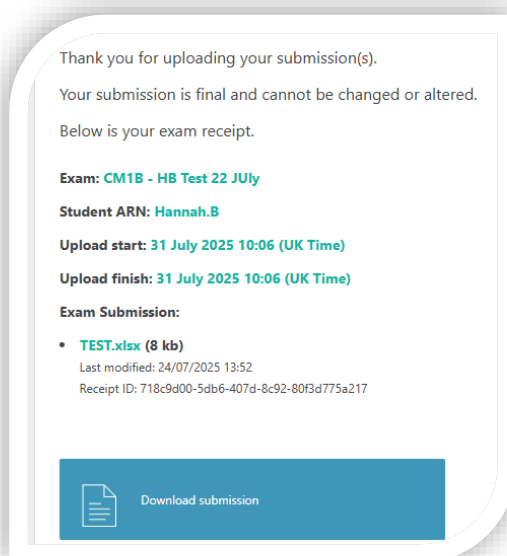 Thank you for uploading your submission(s).
Your submission is final and cannot be changed or altered.
Below is your exam receipt.
Exam: CM1B - HB Test 22 JUly
Student ARN: Hannah.B
Upload start: 31 July 2025 10:06 (UK Time)
Upload finish: 31 July 2025 10:06 (UK Time)
Exam Submission:
• TEST.xlsx (8 kb)
Last modified: 24/07/2025 13:52
Receipt ID: 718c9d00-5db6-407d-8c92-80f3d775a217
Download submission